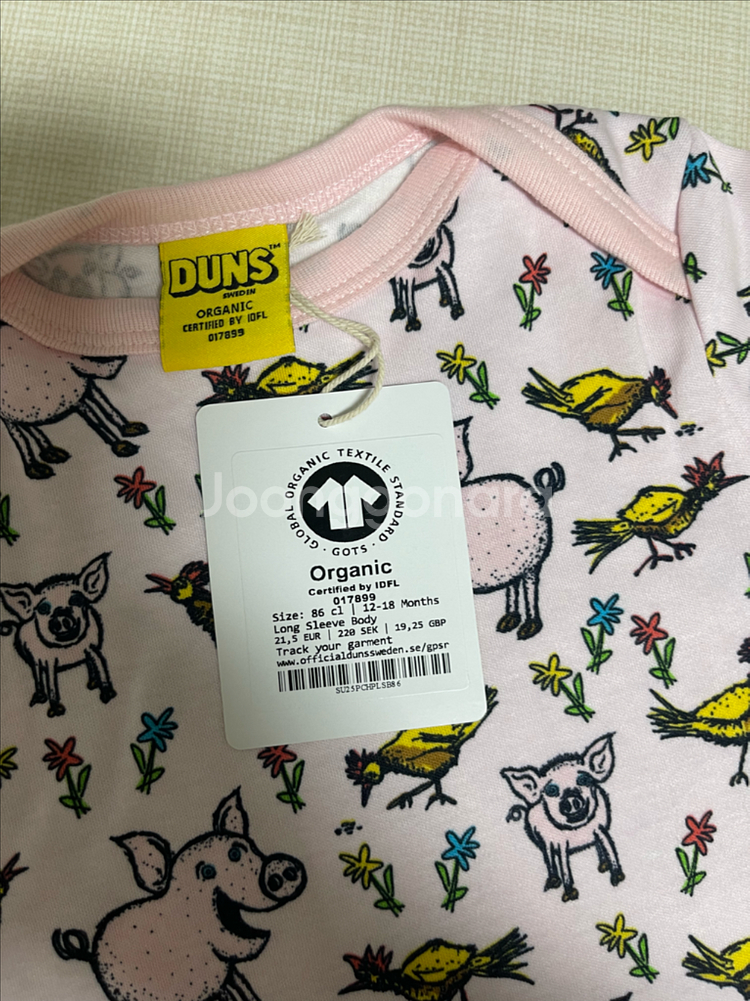 DUNS™
SWEDEN
ORGANIC
CERTIFIED BY IDFL
017899
GLOBAL ORGANIC TEXTILE STANDARD
· GOTS ·
Organic
Certified by IDFL
017899
Size: 86 cl | 12-18 Months
Long Sleeve Body
21,5 EUR | 220 SEK | 19,25 GBP
Track your garment
www.officialdunssweden.se/gpsr
SU25PCHPLSB86
Joonggonara